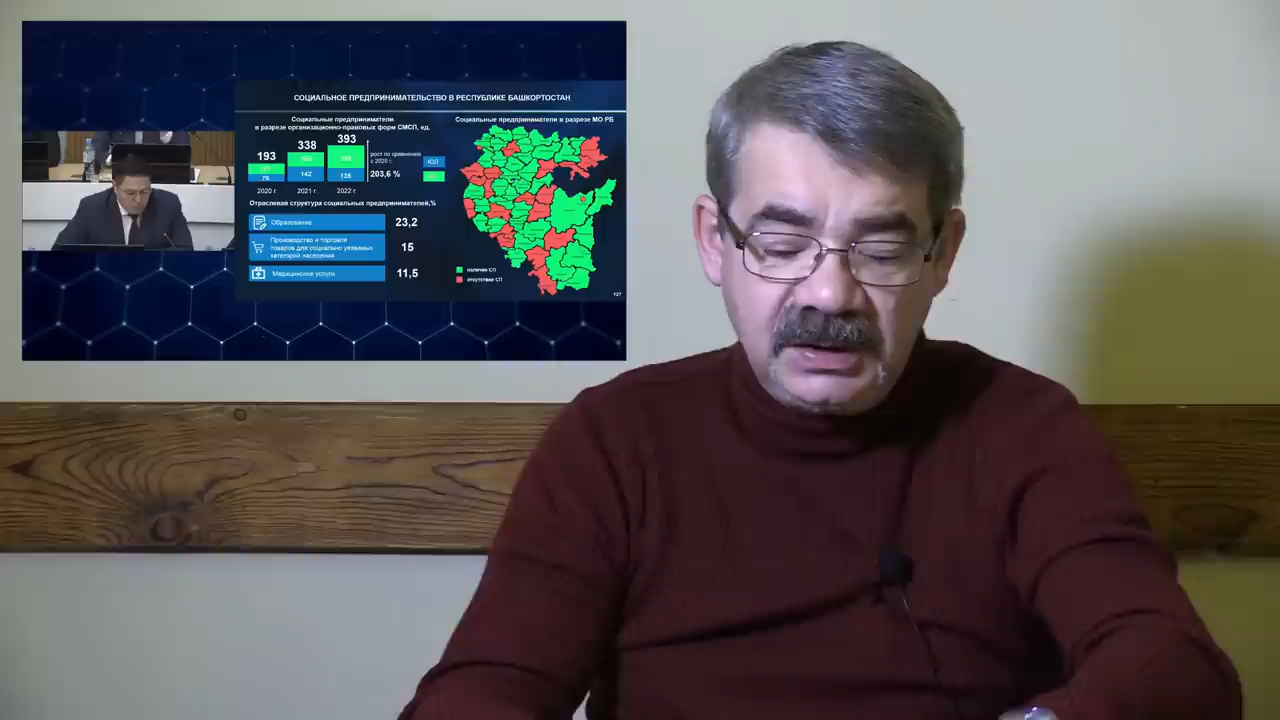 СОЦИАЛЬНОЕ ПРЕДПРИНИМАТЕЛЬСТВО В РЕСПУБЛИКЕ БАШКОРТОСТАН
Социальные предприниматели
в разрезе организационно-правовых форм СМСП, ед.
193
338
393
142
135
рост по сравнению
с 2020 г.
203,6 %
ЮЛ
2020 г.
2021 г.
2022 г.
Отраслевая структура социальных предпринимателей,%
Образование
23,2
Производство и торговля
товаров для социально уязвимых
категорий населения
15
Медицинские услуги
11,5
Социальные предприниматели в разрезе МО РБ
наличие СП
отсутствие СП
137